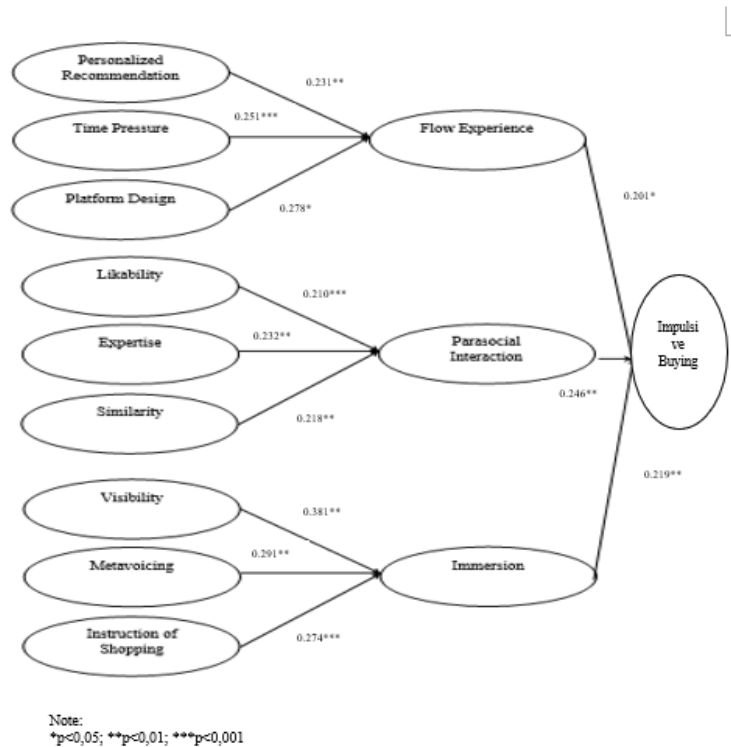 Personalized
Recommendation
0.231**
Time Pressure
0.251***
Flow Experience
Platform Design
0.278*
0.201*
Likability
0.210***
Expertise
0.232**
Parasocial
Interaction
Impulsi
ve
Buying
0.246**
Similarity
0.218**
Visibility
0.381**
0.219**
Metavoicing
0.291**
Immersion
Instruction of
Shopping
0.274***
Note:
*p<0,05; **p<0,01; ***p<0,001